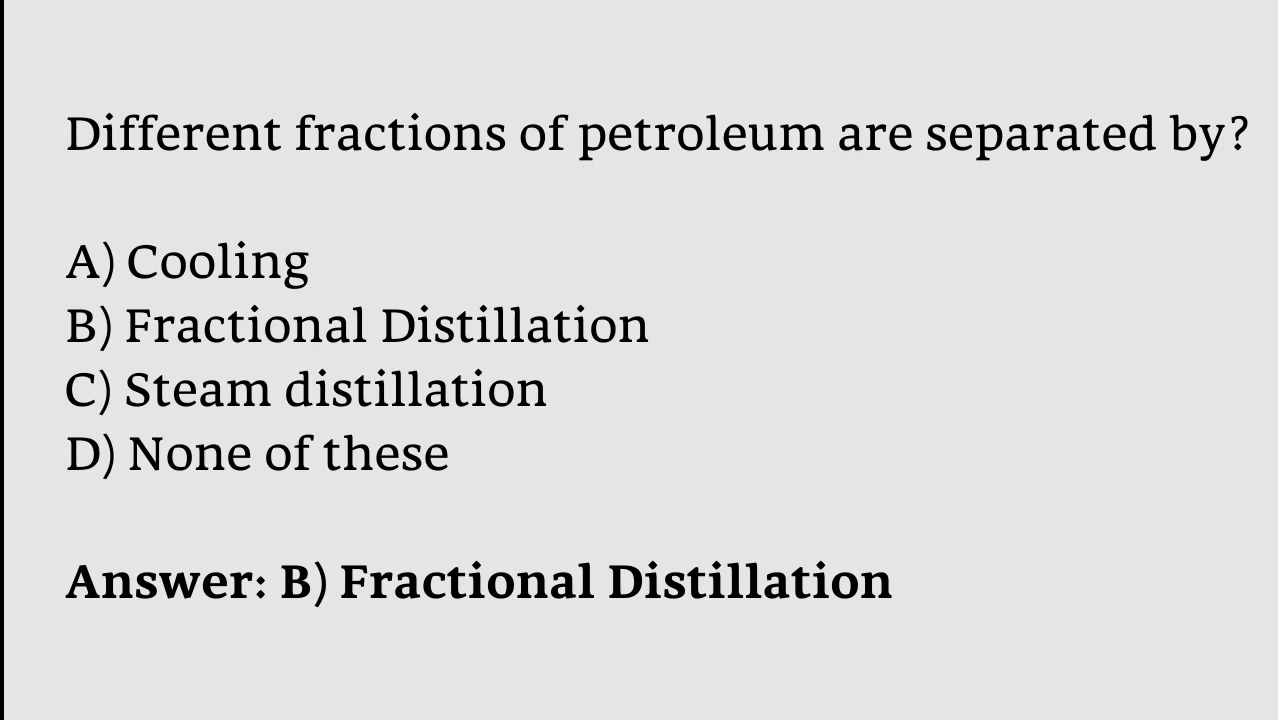 Different fractions of petroleum are separated by?
A) Cooling
B) Fractional Distillation
C) Steam distillation
D) None of these
Answer: B) Fractional Distillation